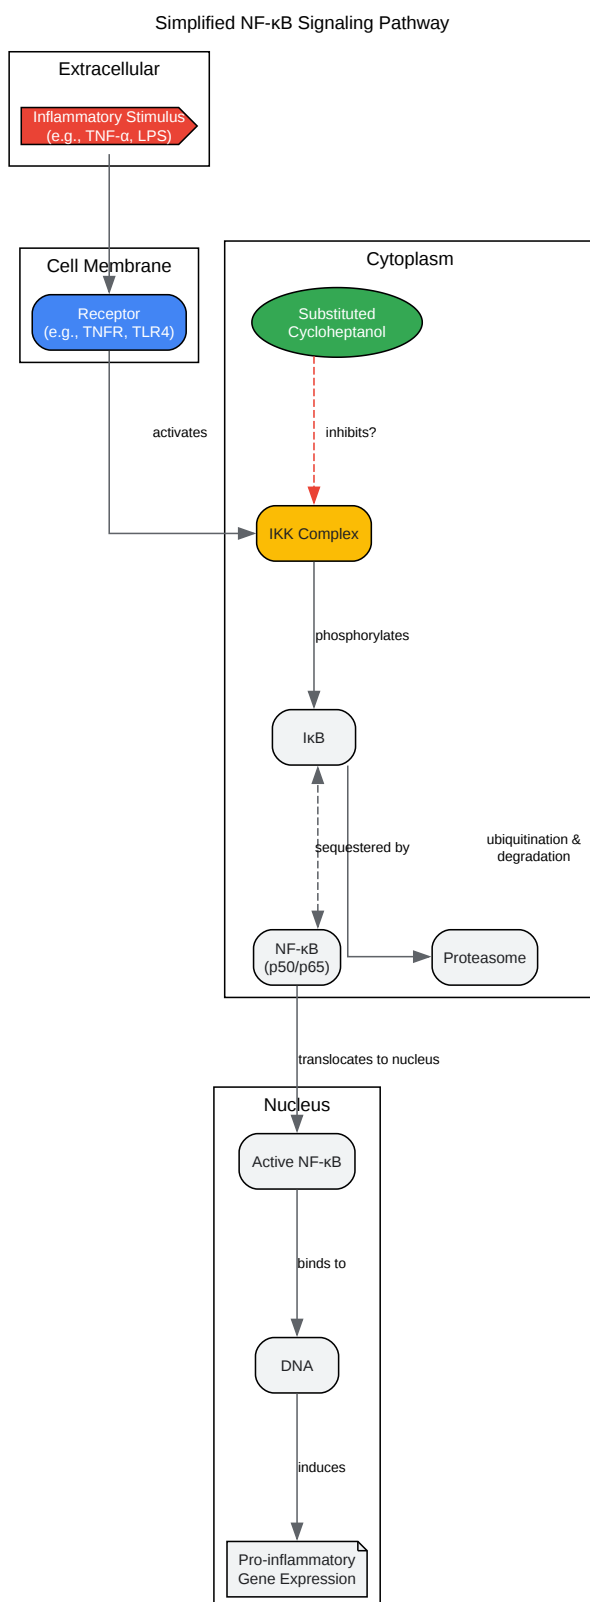 Simplified NF-κB Signaling Pathway
Extracellular
Inflammatory Stimulus
(e.g., TNF-α, LPS)
Cell Membrane
Receptor
(e.g., TNFR, TLR4)
Cytoplasm
Substituted
Cycloheptanol
activates
inhibits?
IKK Complex
phosphorylates
IκB
sequestered by
ubiquitination &
degradation
NF-κB
(p50/p65)
Proteasome
translocates to nucleus
Nucleus
Active NF-κB
binds to
DNA
induces
Pro-inflammatory
Gene Expression